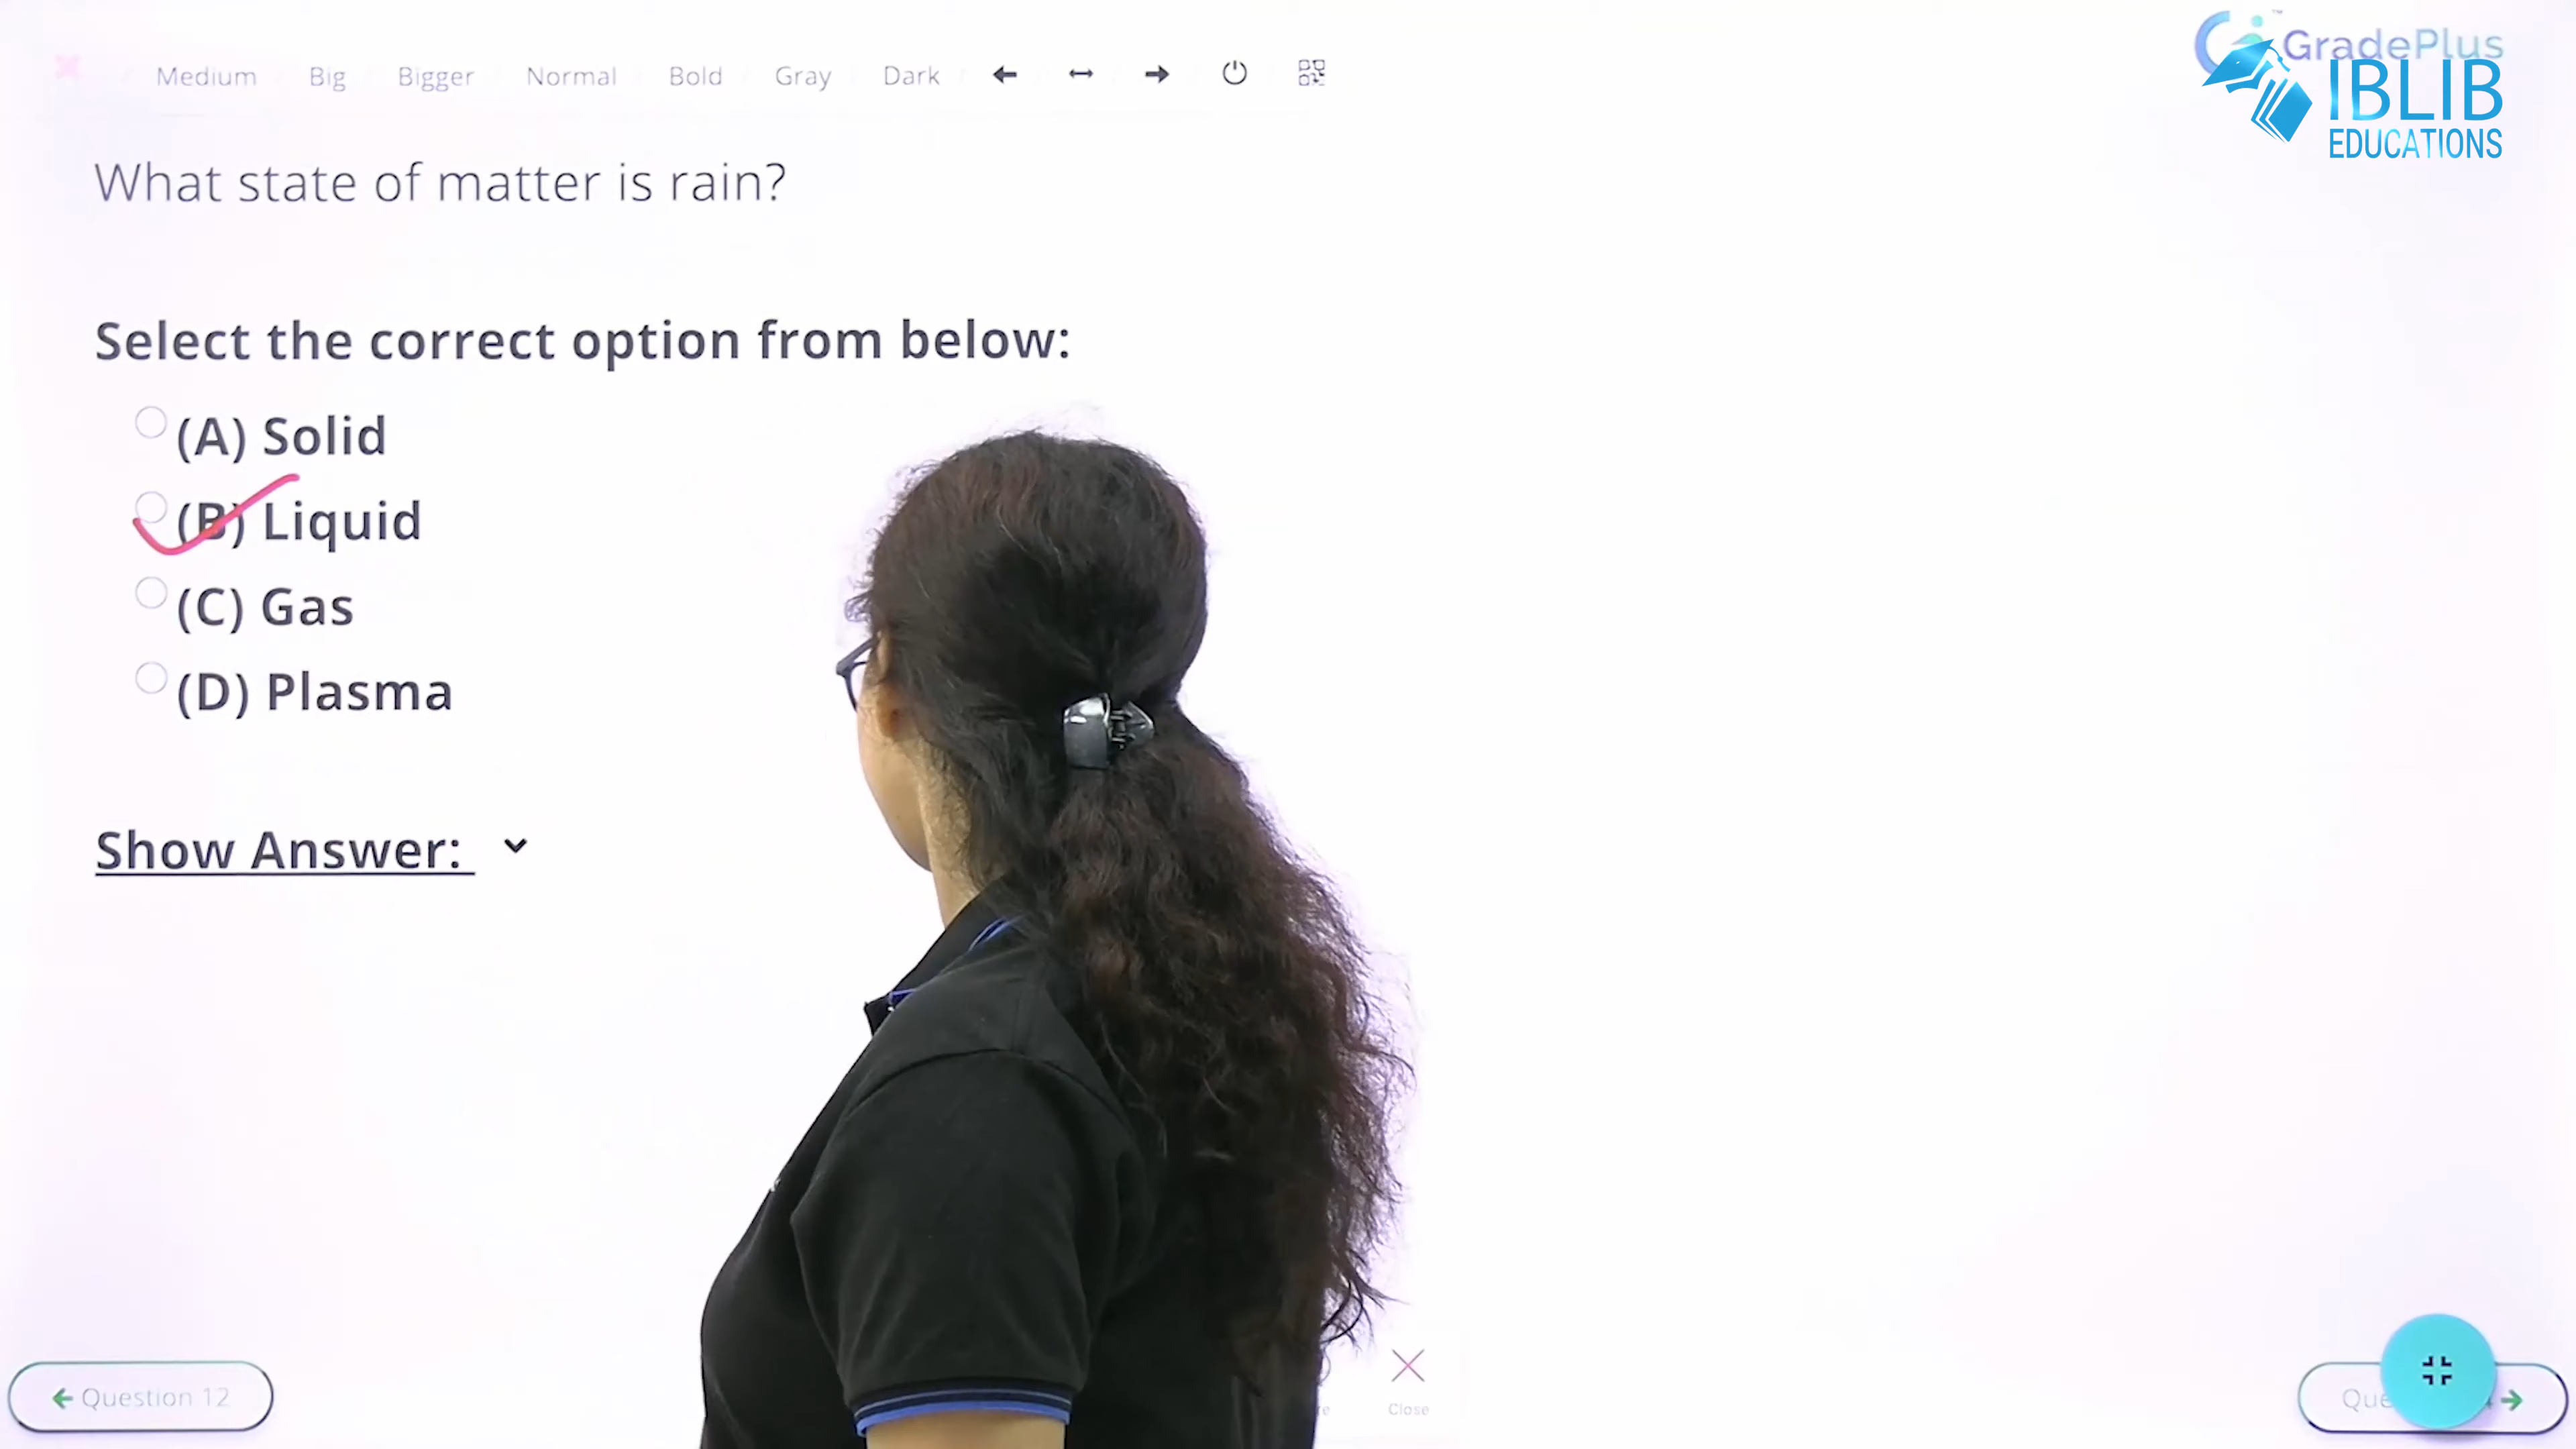 Medium Big Bigger Normal Bold Gray Dark
GradePlus
IBLIB
EDUCATIONS
What state of matter is rain?
Select the correct option from below:
(A) Solid
(B) Liquid
(C) Gas
(D) Plasma
Show Answer:
Close
Question 12